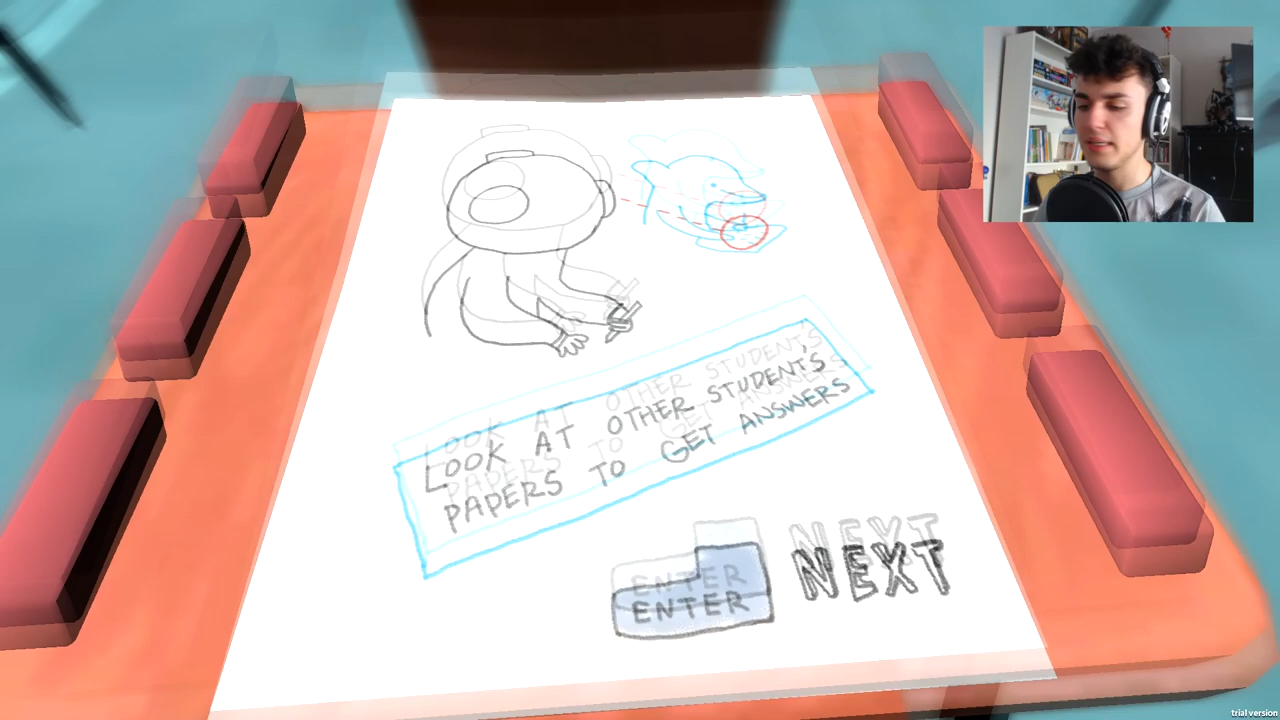 LOOK AT OTHER STUDENT'S
PAPERS TO GET ANSWERS
ENTER
NEXT
trial version